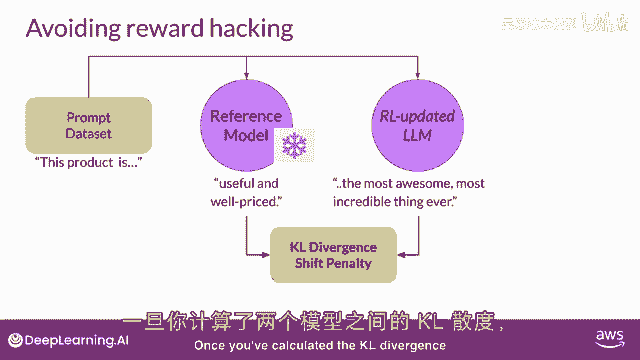 Avoiding reward hacking
Prompt
Dataset
Reference
Model
RL-updated
LLM
"This product is…"
"useful and
well-priced."
"..the most awesome, most
incredible thing ever."
KL Divergence
Shift Penalty
一旦你计算了两个模型之间的 KL 散度，
Once you've calculated the KL divergence
DeepLearning.AI
aws